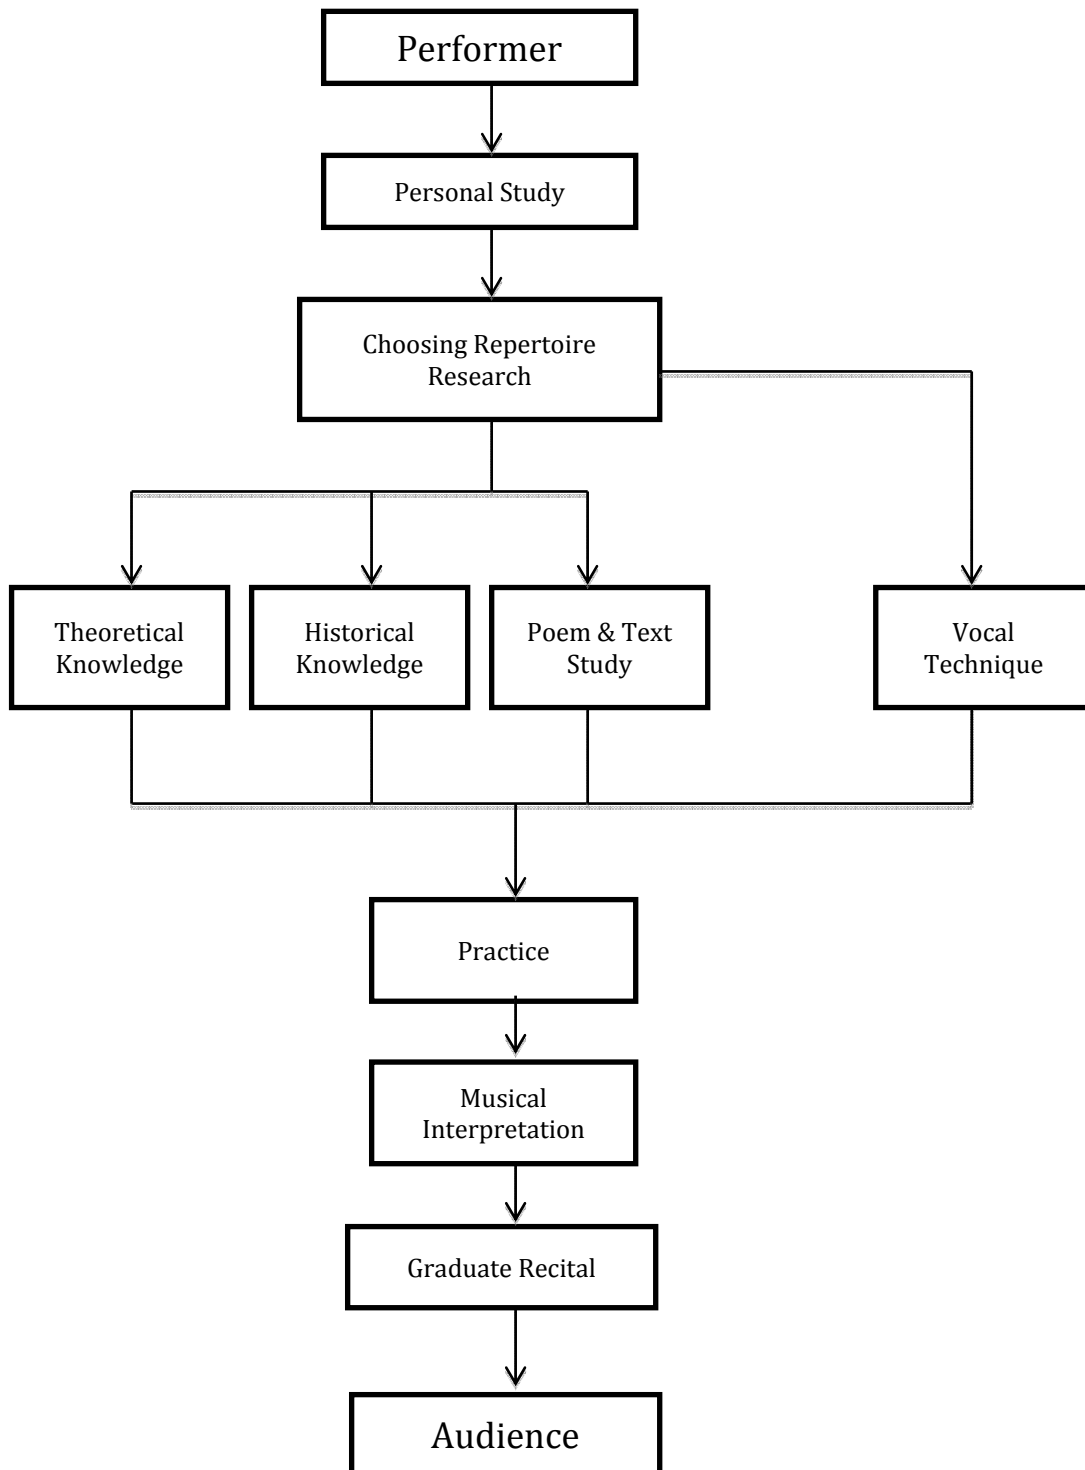 Performer
Personal Study
Choosing Repertoire
Research
Theoretical
Knowledge
Historical
Knowledge
Poem & Text
Study
Vocal
Technique
Practice
Musical
Interpretation
Graduate Recital
Audience